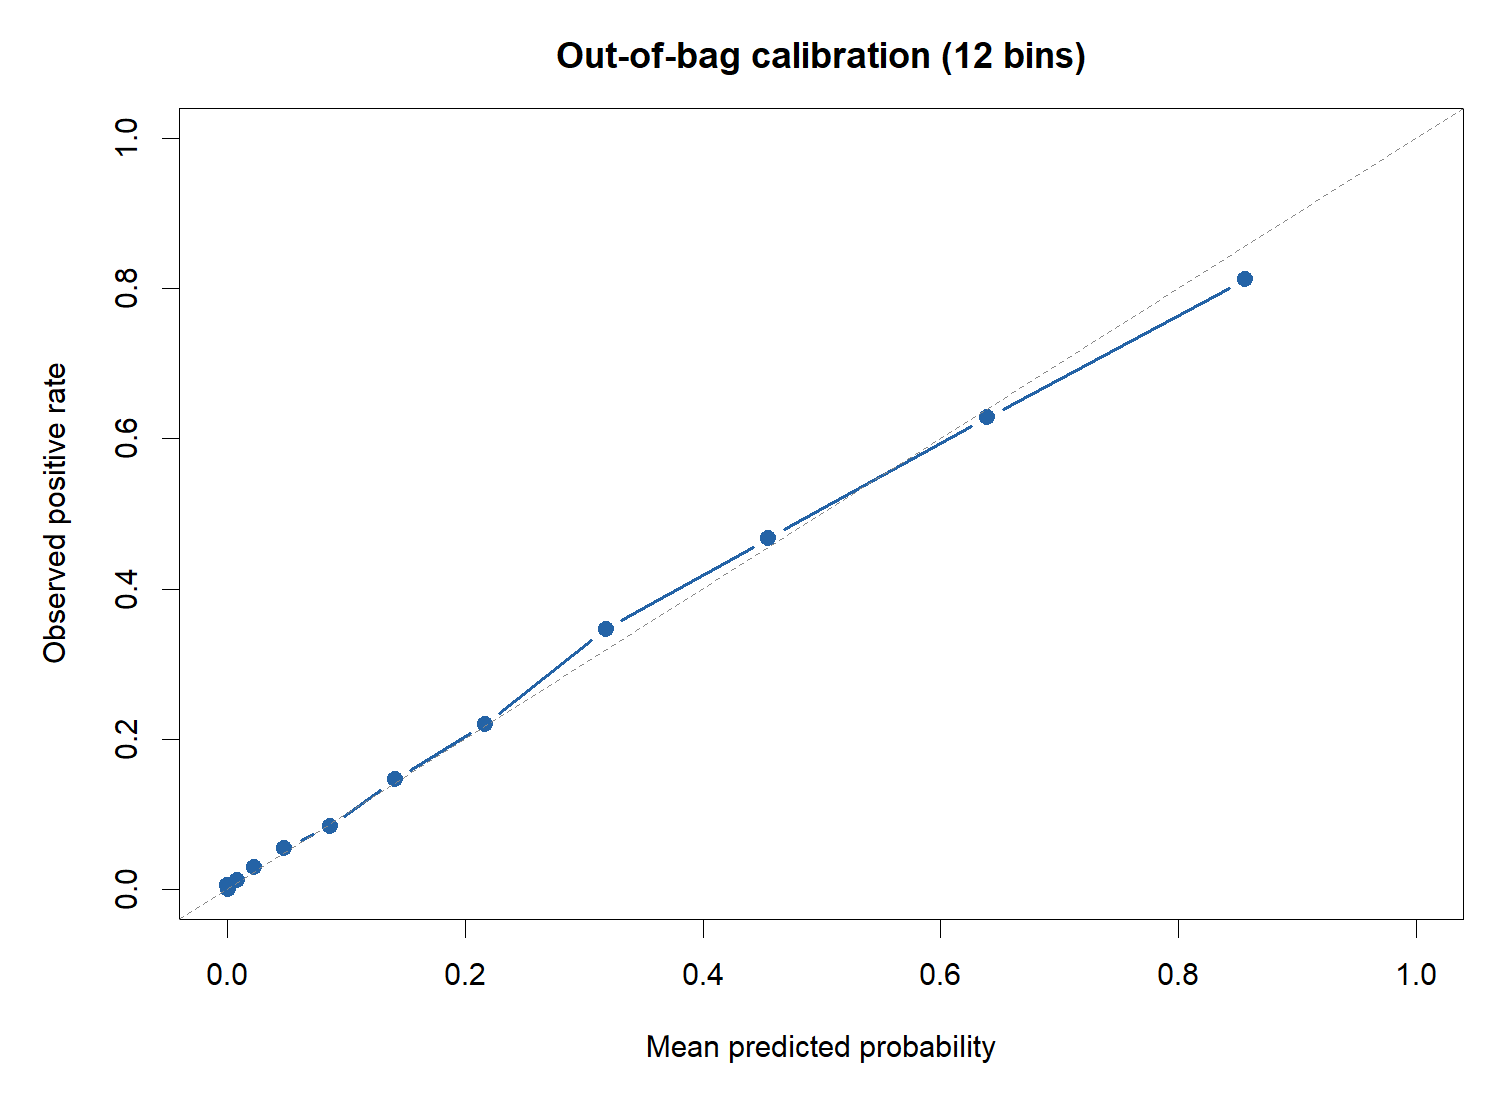 Out-of-bag calibration (12 bins)
1.0
0.8
0.6
0.4
0.2
0.0
Observed positive rate
0.0 0.2 0.4 0.6 0.8 1.0
Mean predicted probability